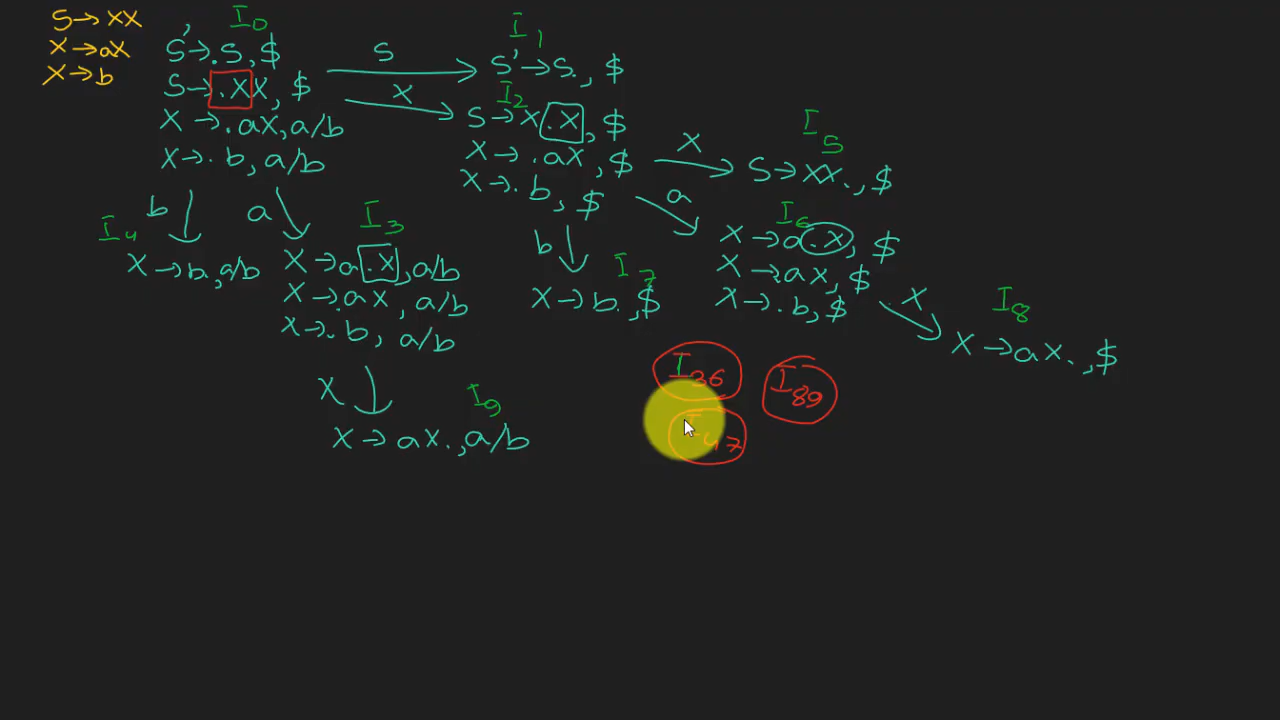 S→XX
X→aX
X→b
I0
S'→.S,$
S→.XX,$
X→.aX,a/b
X→.b,a/b
S
X
I1
S'→S.,$
I2
S→X.X,$
X→.aX,$
X→.b,$
X
a
b
I5
S→XX.,$
b
a
I4
X→b.,a/b
I3
X→a.X,a/b
X→.aX,a/b
X→.b,a/b
I7
X→b.,$
I6
X→a.X,$
X→.aX,$
X→.b,$
X
I8
X→aX.,$
X
I9
X→aX.,a/b
I36
I89
I47